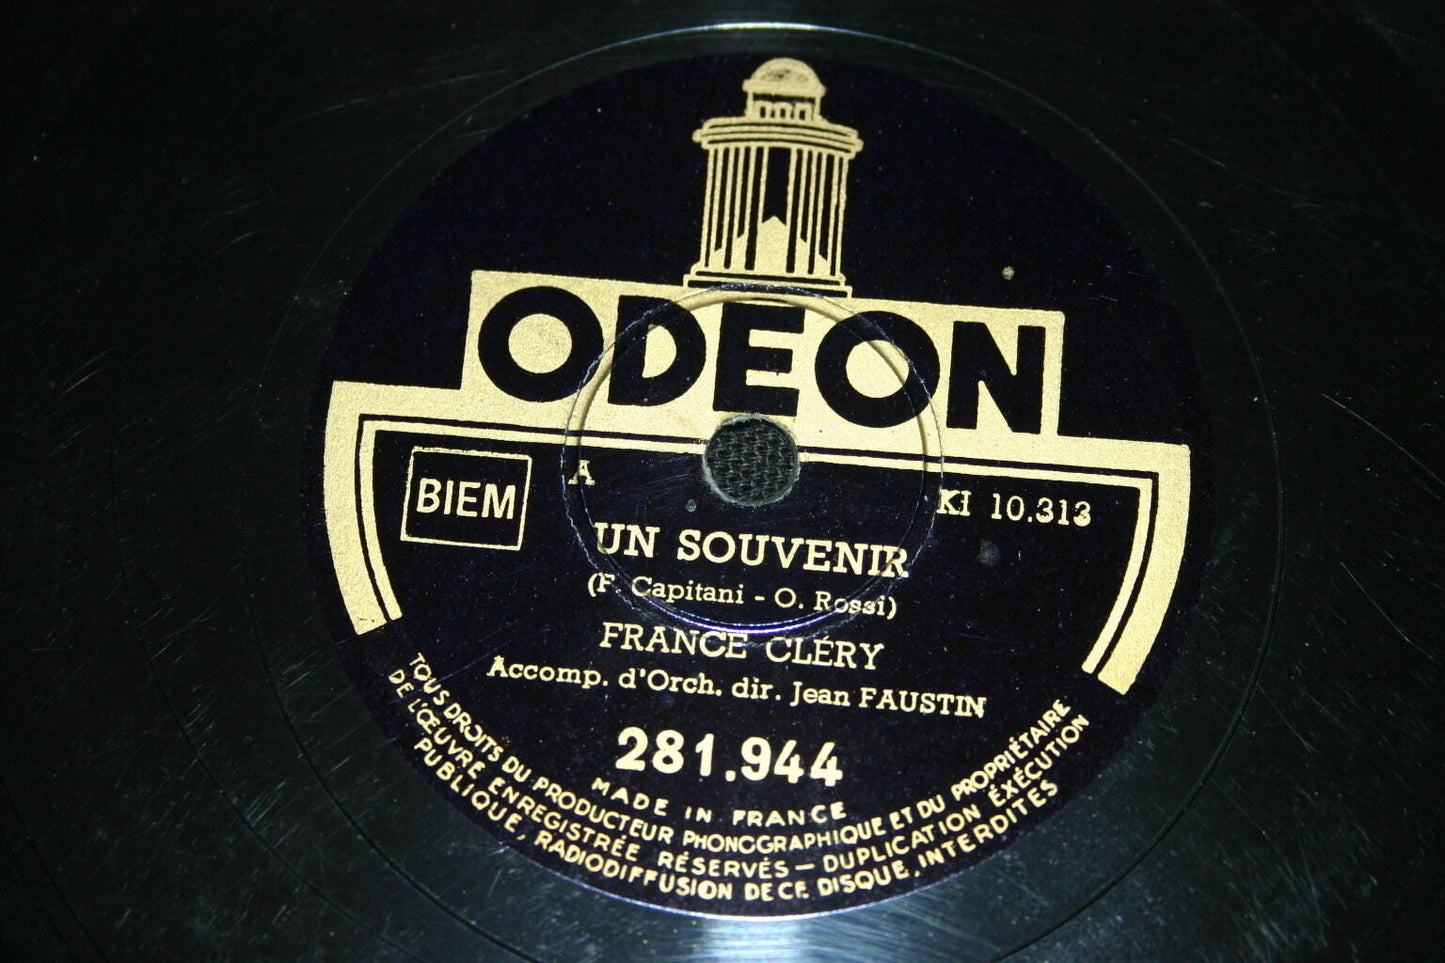 ODEON
BIEM
A
KI 10.313
UN SOUVENIR
(F. Capitani - O. Rossi)
FRANCE CLÉRY
Accomp. d'Orch. dir. Jean FAUSTIN
281.944
MADE IN FRANCE
TOUS DROITS DU PRODUCTEUR PHONOGRAPHIQUE ET DU PROPRIÉTAIRE
DE L'ŒUVRE ENREGISTRÉE RÉSERVÉS — DUPLICATION EXÉCUTION
PUBLIQUE, RADIODIFFUSION DE CE DISQUE, INTERDITES